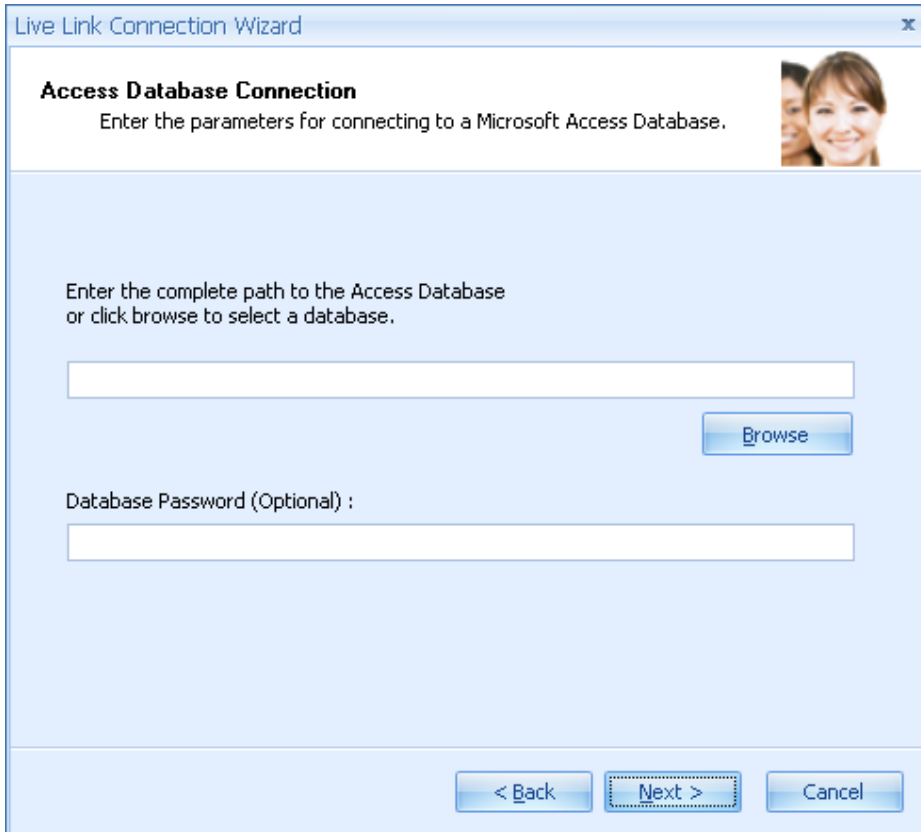 Live Link Connection Wizard
x
Access Database Connection
Enter the parameters for connecting to a Microsoft Access Database.
Enter the complete path to the Access Database
or click browse to select a database.
Browse
Database Password (Optional) :
< Back Next > Cancel